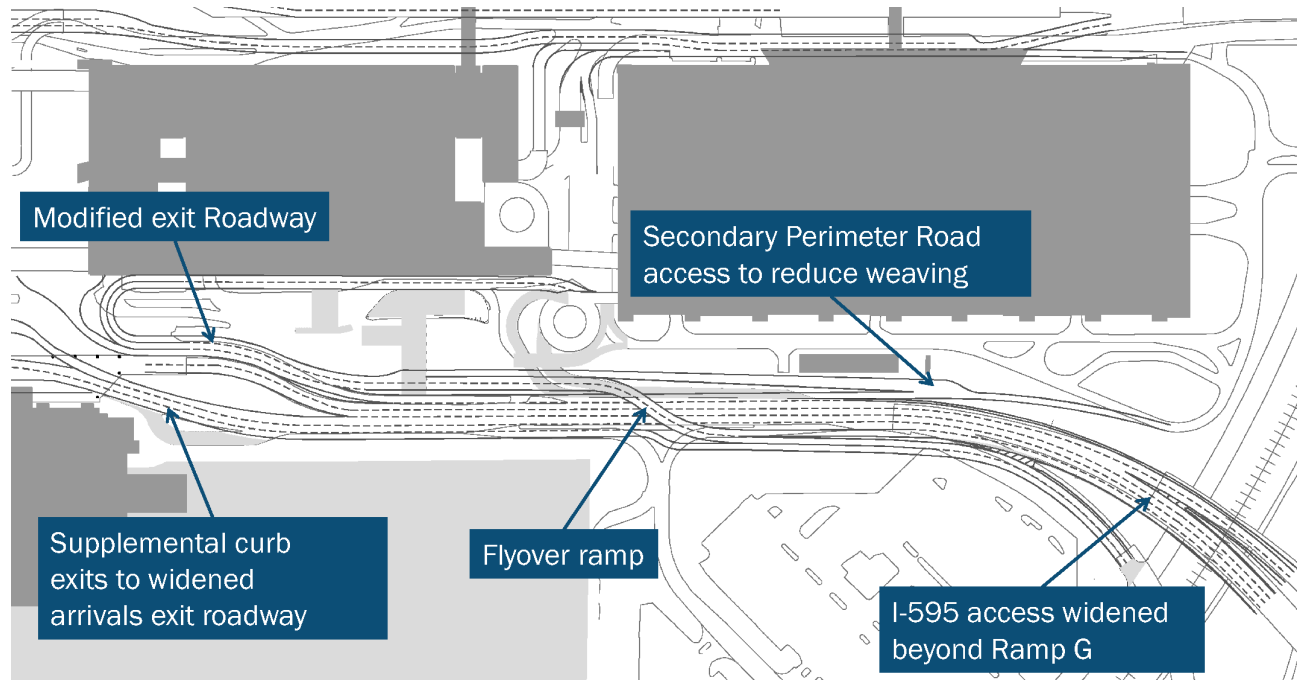 Modified exit Roadway
Secondary Perimeter Road
access to reduce weaving
Supplemental curb
exits to widened
arrivals exit roadway
Flyover ramp
I-595 access widened
beyond Ramp G